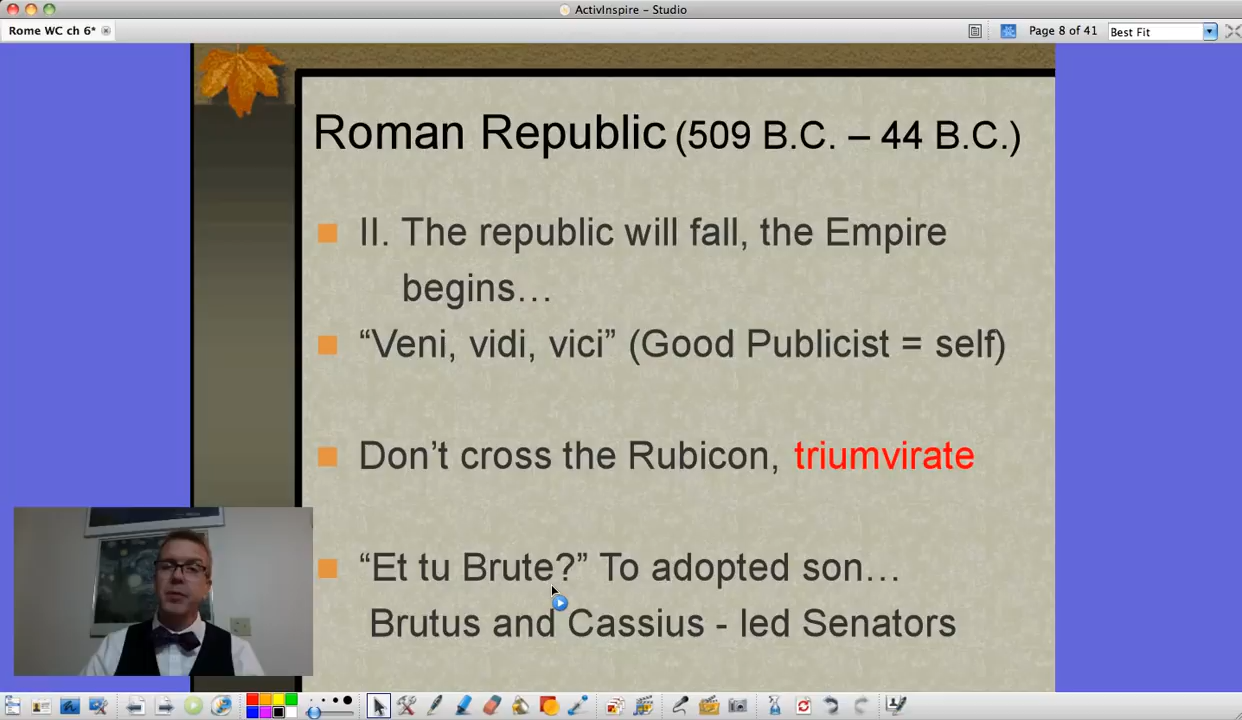 ActivInspire – Studio
Rome WC ch 6*
Page 8 of 41
Best Fit
Roman Republic (509 B.C. – 44 B.C.)
II. The republic will fall, the Empire
begins…
“Veni, vidi, vici” (Good Publicist = self)
Don’t cross the Rubicon, triumvirate
“Et tu Brute?” To adopted son…
Brutus and Cassius - led Senators